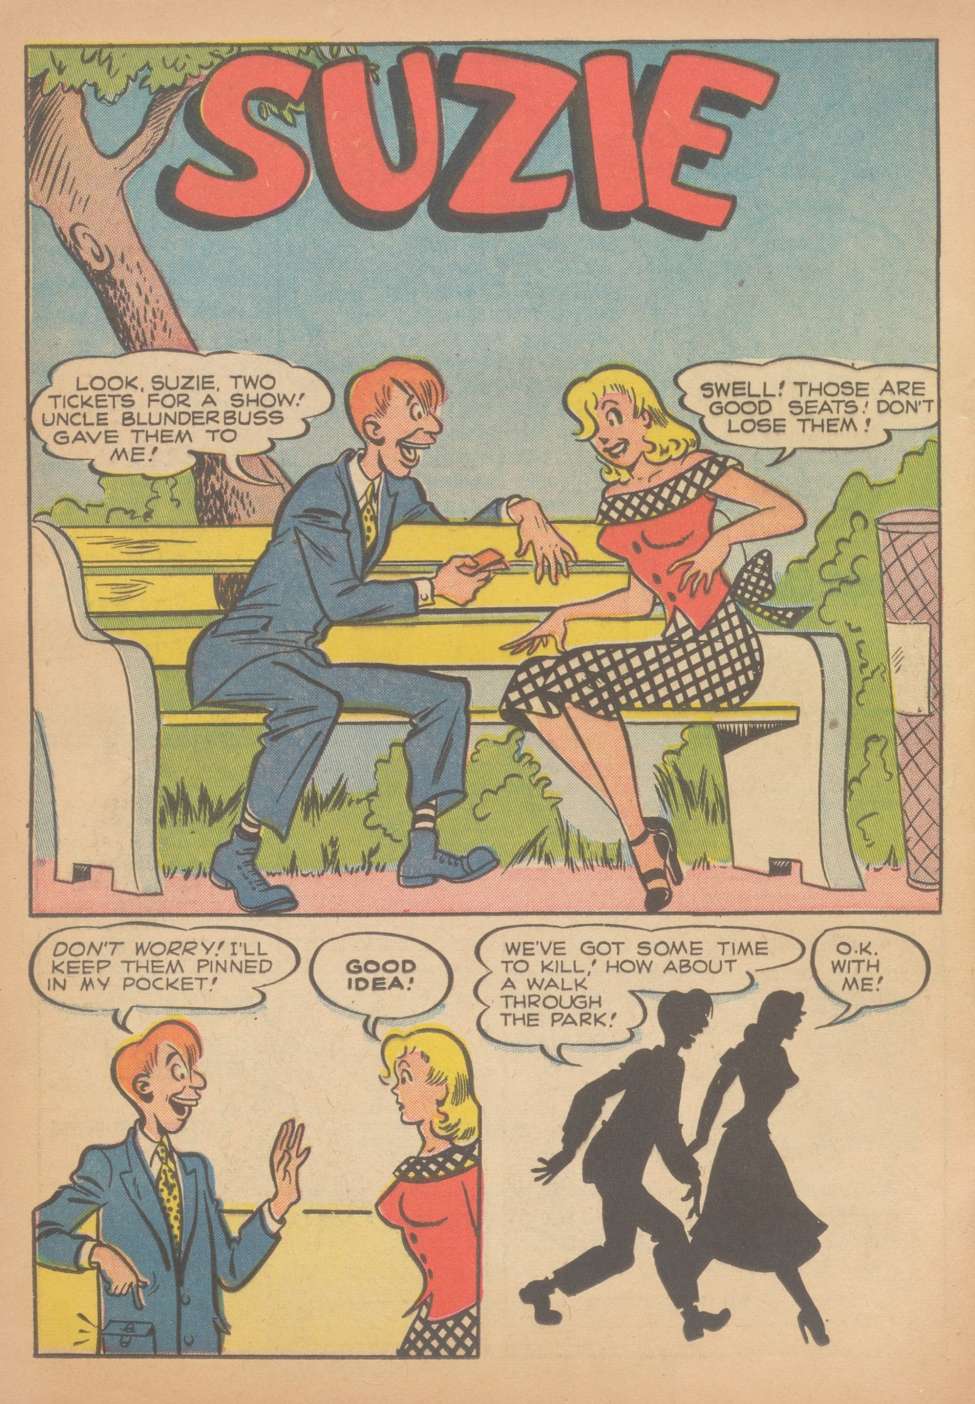 SUZIE
LOOK, SUZIE, TWO
TICKETS FOR A SHOW!
UNCLE BLUNDERBUSS
GAVE THEM TO
ME!
SWELL! THOSE ARE
GOOD SEATS! DON'T
LOSE THEM!
DON'T WORRY! I'LL
KEEP THEM PINNED
IN MY POCKET!
GOOD
IDEA!
WE'VE GOT SOME TIME
TO KILL! HOW ABOUT
A WALK
THROUGH
THE PARK!
O.K.
WITH
ME!